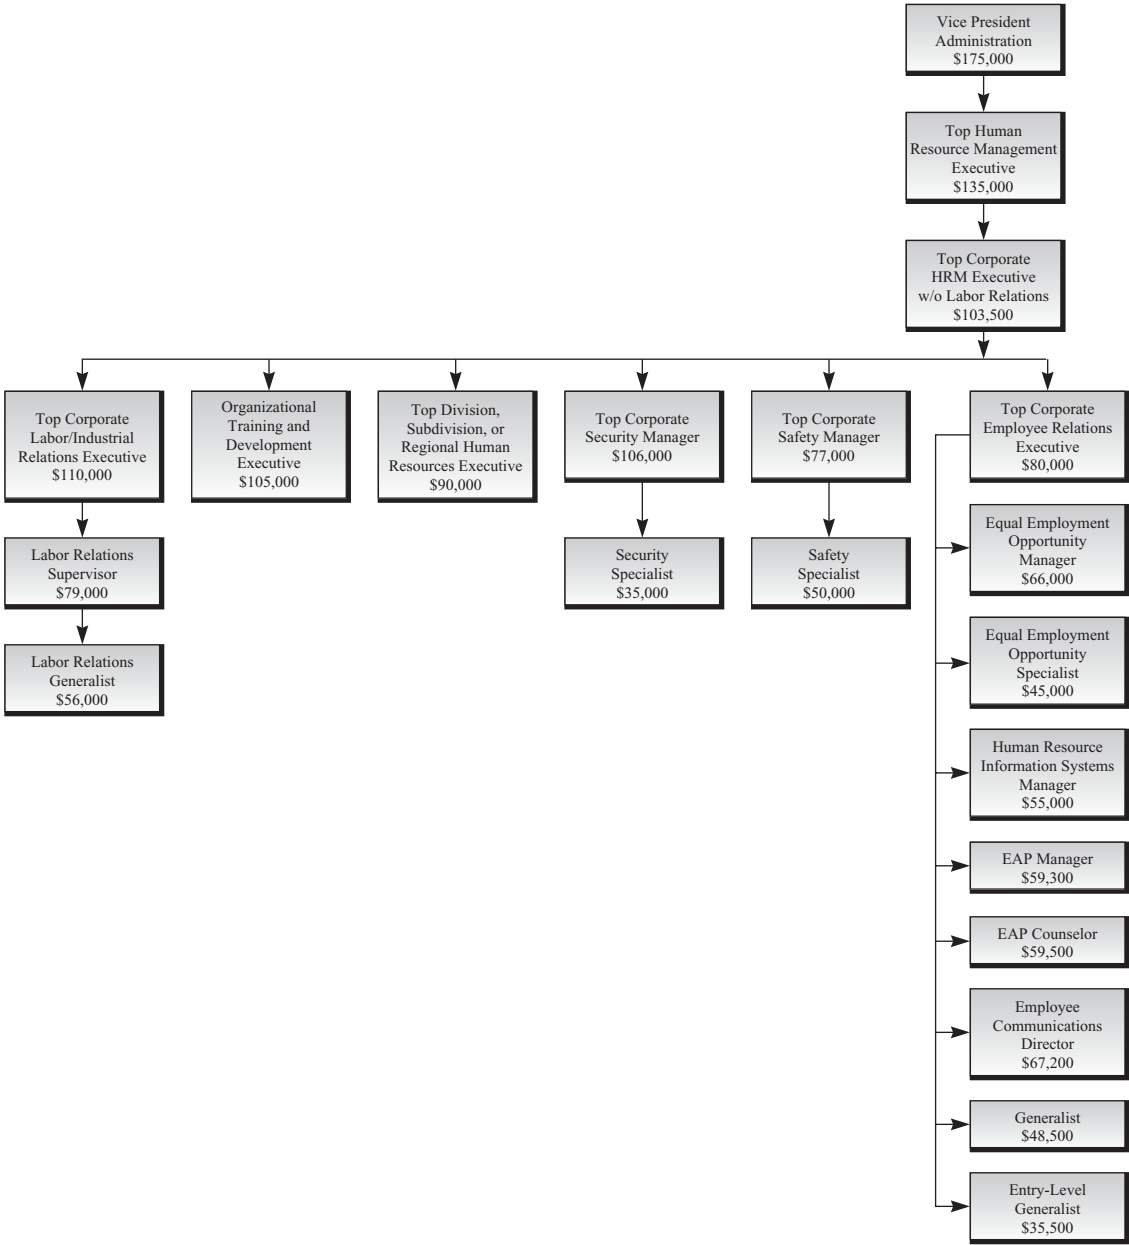 Vice President
Administration
$175,000
Top Human
Resource Management
Executive
$135,000
Top Corporate
HRM Executive
w/o Labor Relations
$103,500
Top Corporate
Labor/Industrial
Relations Executive
$110,000
Organizational
Training and
Development
Executive
$105,000
Top Division,
Subdivision, or
Regional Human
Resources Executive
$90,000
Top Corporate
Security Manager
$106,000
Top Corporate
Safety Manager
$77,000
Top Corporate
Employee Relations
Executive
$80,000
Labor Relations
Supervisor
$79,000
Labor Relations
Generalist
$56,000
Security
Specialist
$35,000
Safety
Specialist
$50,000
Equal Employment
Opportunity
Manager
$66,000
Equal Employment
Opportunity
Specialist
$45,000
Human Resource
Information Systems
Manager
$55,000
EAP Manager
$59,300
EAP Counselor
$59,500
Employee
Communications
Director
$67,200
Generalist
$48,500
Entry-Level
Generalist
$35,500